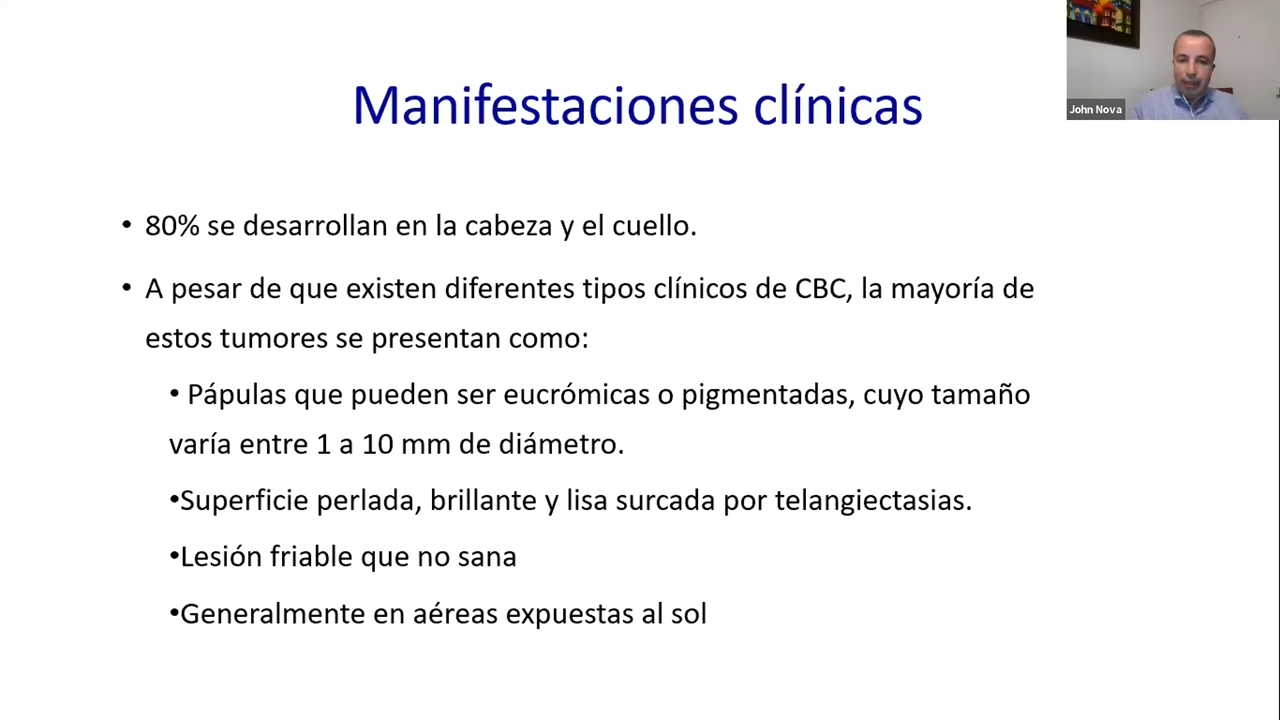 Manifestaciones clínicas
John Nova
• 80% se desarrollan en la cabeza y el cuello.
• A pesar de que existen diferentes tipos clínicos de CBC, la mayoría de
estos tumores se presentan como:
• Pápulas que pueden ser eucrómicas o pigmentadas, cuyo tamaño
varía entre 1 a 10 mm de diámetro.
•Superficie perlada, brillante y lisa surcada por telangiectasias.
•Lesión friable que no sana
•Generalmente en aéreas expuestas al sol